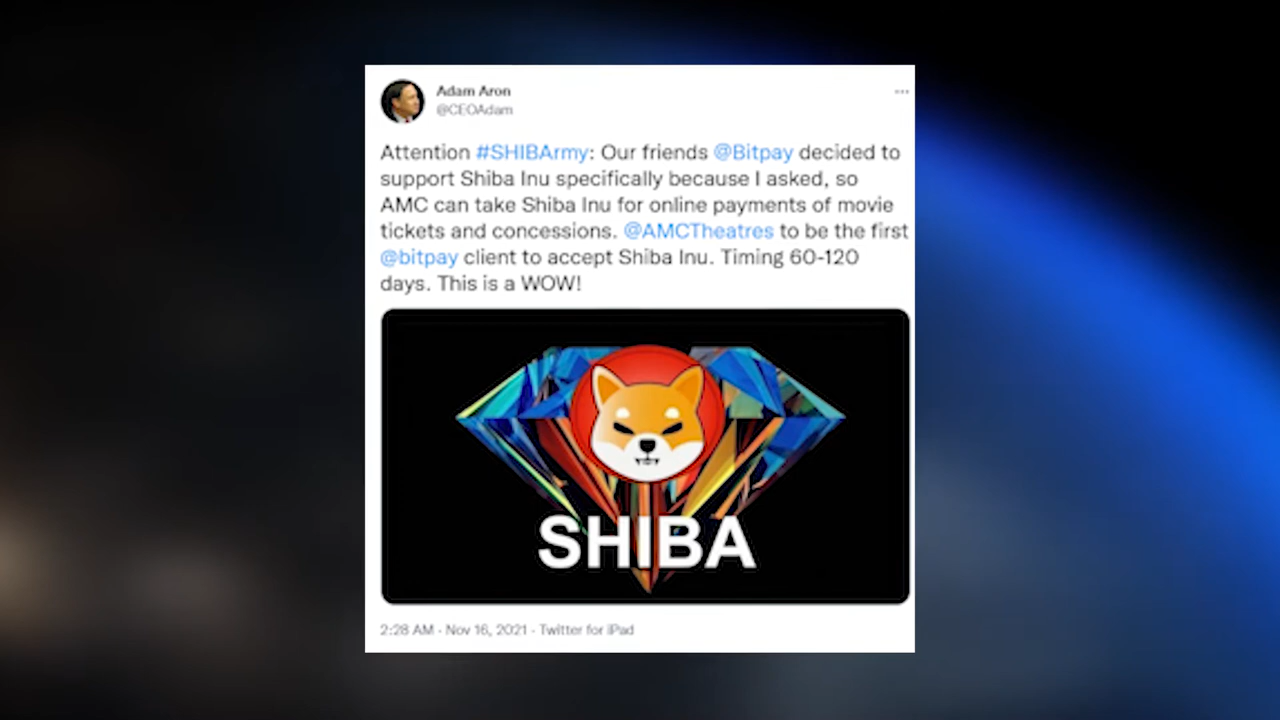 Adam Aron
@CEOAdam
Attention #SHIBArmy: Our friends @Bitpay decided to
support Shiba Inu specifically because I asked, so
AMC can take Shiba Inu for online payments of movie
tickets and concessions. @AMCTheatres to be the first
@bitpay client to accept Shiba Inu. Timing 60-120
days. This is a WOW!
SHIBA
2:28 AM · Nov 16, 2021 · Twitter for iPad